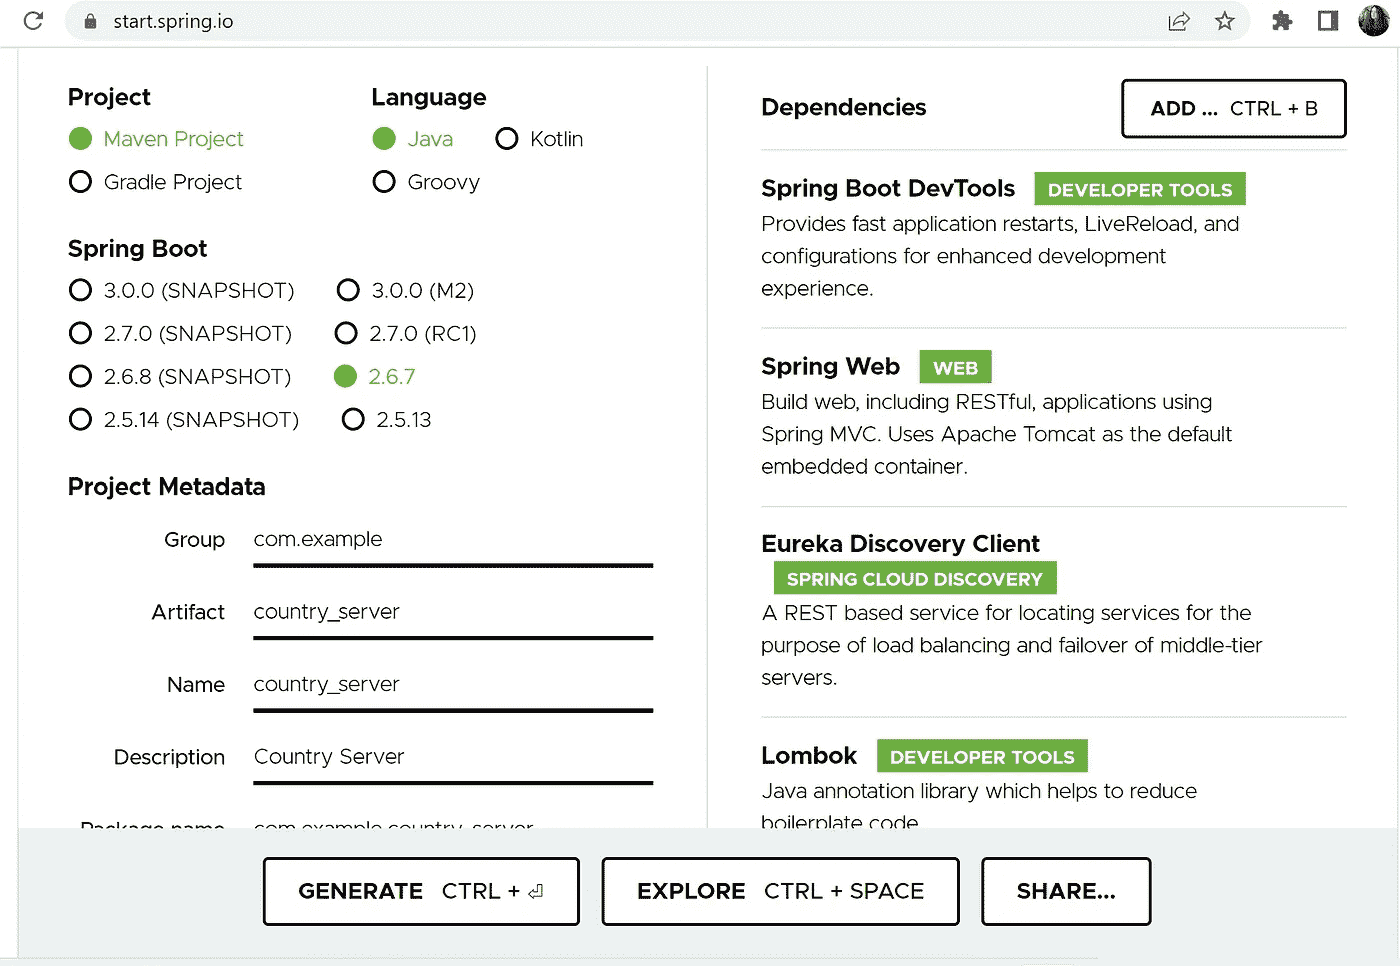 start.spring.io
Project
Language
Maven Project
Java
Kotlin
Gradle Project
Groovy
Spring Boot
3.0.0 (SNAPSHOT)
3.0.0 (M2)
2.7.0 (SNAPSHOT)
2.7.0 (RC1)
2.6.8 (SNAPSHOT)
2.6.7
2.5.14 (SNAPSHOT)
2.5.13
Project Metadata
Group com.example
Artifact country_server
Name country_server
Description Country Server
Package name com.example.country_server
Dependencies
ADD ... CTRL + B
Spring Boot DevTools DEVELOPER TOOLS
Provides fast application restarts, LiveReload, and
configurations for enhanced development
experience.
Spring Web WEB
Build web, including RESTful, applications using
Spring MVC. Uses Apache Tomcat as the default
embedded container.
Eureka Discovery Client
SPRING CLOUD DISCOVERY
A REST based service for locating services for the
purpose of load balancing and failover of middle-tier
servers.
Lombok DEVELOPER TOOLS
Java annotation library which helps to reduce
boilerplate code
GENERATE CTRL + ⏎
EXPLORE CTRL + SPACE
SHARE...